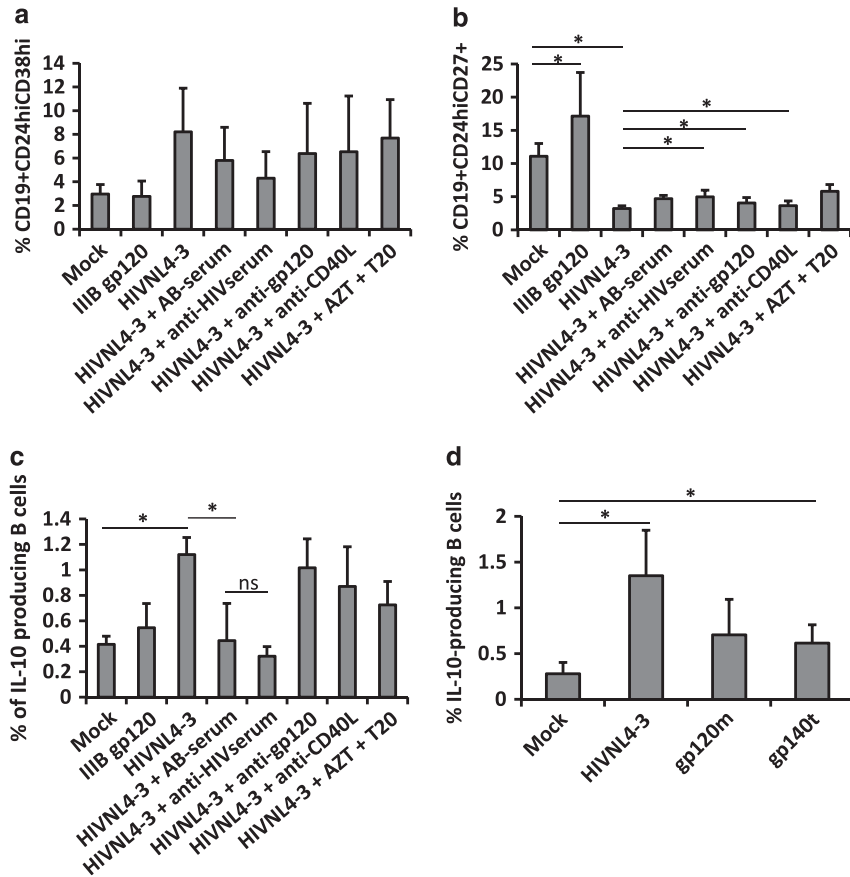 a
% CD19+CD24hiCD38hi
14
12
10
8
6
4
2
0
Mock
IIIB gp120
HIVNL4-3
HIVNL4-3 + AB-serum
HIVNL4-3 + anti-HIVserum
HIVNL4-3 + anti-gp120
HIVNL4-3 + anti-CD40L
HIVNL4-3 + AZT + T20
b
% CD19+CD24hiCD27+
25
20
15
10
5
0
*
*
*
*
*
Mock
IIIB gp120
HIVNL4-3
HIVNL4-3 + AB-serum
HIVNL4-3 + anti-HIVserum
HIVNL4-3 + anti-gp120
HIVNL4-3 + anti-CD40L
HIVNL4-3 + AZT + T20
c
% of IL-10 producing B cells
1.4
1.2
1
0.8
0.6
0.4
0.2
0
*
*
ns
Mock
IIIB gp120
HIVNL4-3
HIVNL4-3 + AB-serum
HIVNL4-3 + anti-HIVserum
HIVNL4-3 + anti-gp120
HIVNL4-3 + anti-CD40L
HIVNL4-3 + AZT + T20
d
% IL-10-producing B cells
2
1.5
1
0.5
0
*
*
Mock
HIVNL4-3
gp120m
gp140t